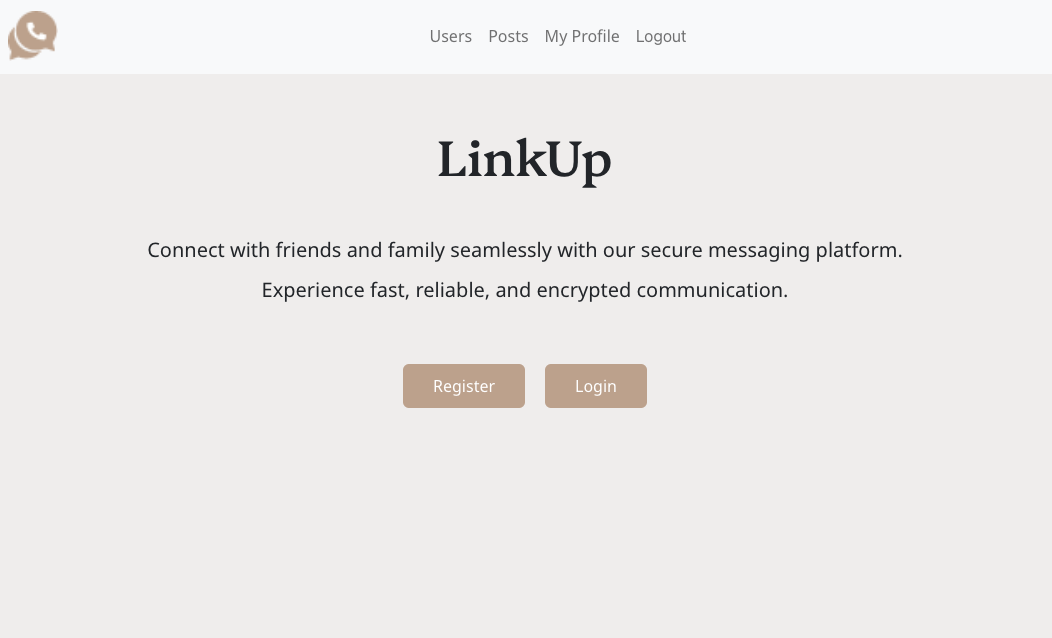 Users Posts My Profile Logout
LinkUp
Connect with friends and family seamlessly with our secure messaging platform.
Experience fast, reliable, and encrypted communication.
Register Login